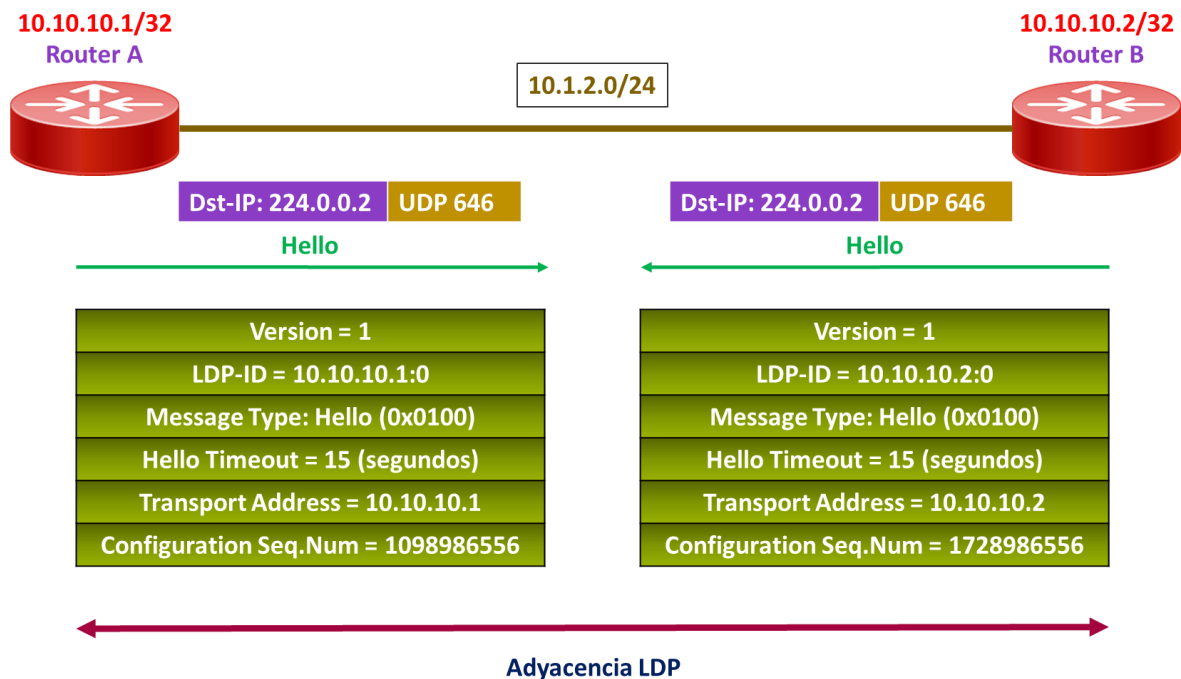 10.10.10.1/32
Router A
10.10.10.2/32
Router B
10.1.2.0/24
Dst-IP: 224.0.0.2 UDP 646
Hello
Dst-IP: 224.0.0.2 UDP 646
Hello
Version = 1
LDP-ID = 10.10.10.1:0
Message Type: Hello (0x0100)
Hello Timeout = 15 (segundos)
Transport Address = 10.10.10.1
Configuration Seq.Num = 1098986556
Version = 1
LDP-ID = 10.10.10.2:0
Message Type: Hello (0x0100)
Hello Timeout = 15 (segundos)
Transport Address = 10.10.10.2
Configuration Seq.Num = 1728986556
Adyacencia LDP